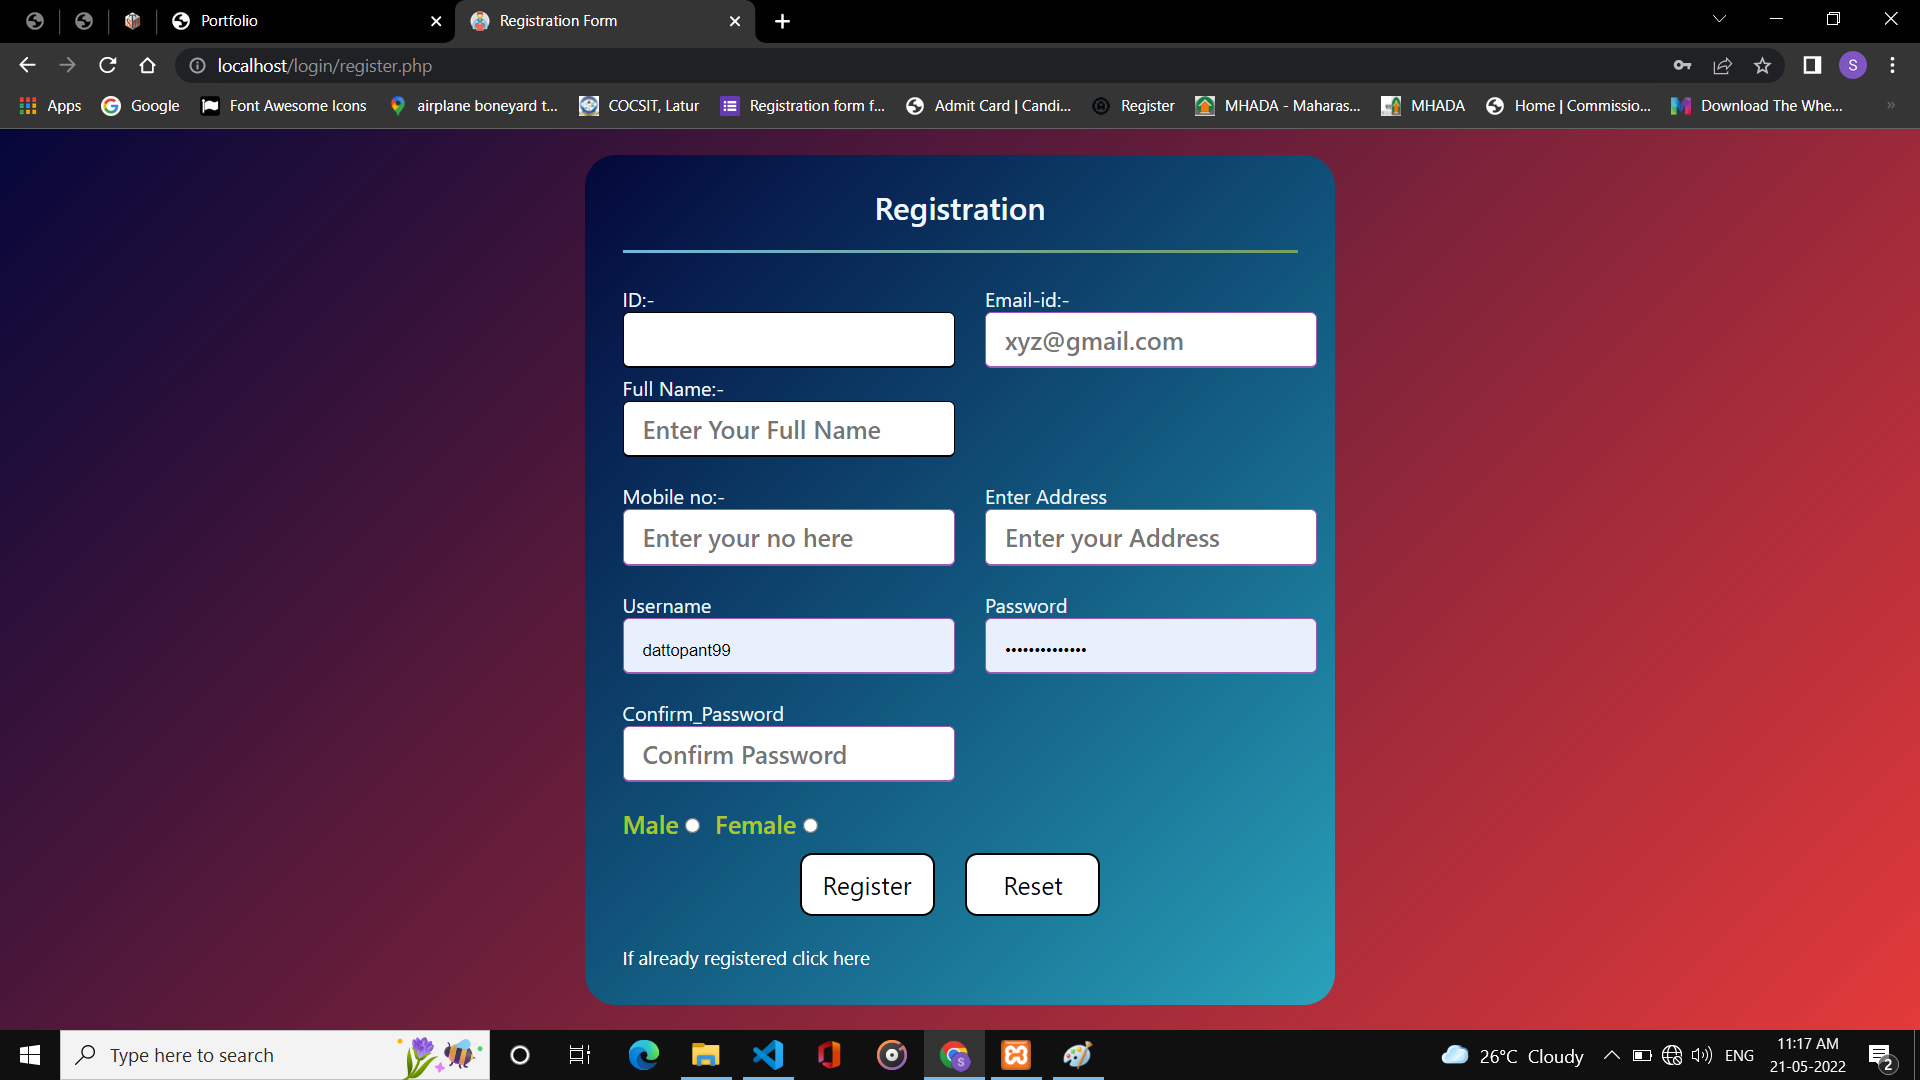 Portfolio
Registration Form
localhost/login/register.php
S
Apps
Google
Font Awesome Icons
airplane boneyard t...
COCSIT, Latur
Registration form f...
Admit Card | Candi...
Register
MHADA - Maharas...
MHADA
Home | Commissio...
Download The Whe...
»
Registration
ID:-
Email-id:-
xyz@gmail.com
Full Name:-
Enter Your Full Name
Mobile no:-
Enter Address
Enter your no here
Enter your Address
Username
Password
dattopant99
••••••••••••••
Confirm_Password
Confirm Password
Male
Female
Register
Reset
If already registered click here
Type here to search
S
26°C Cloudy
ENG
11:17 AM
21-05-2022
2